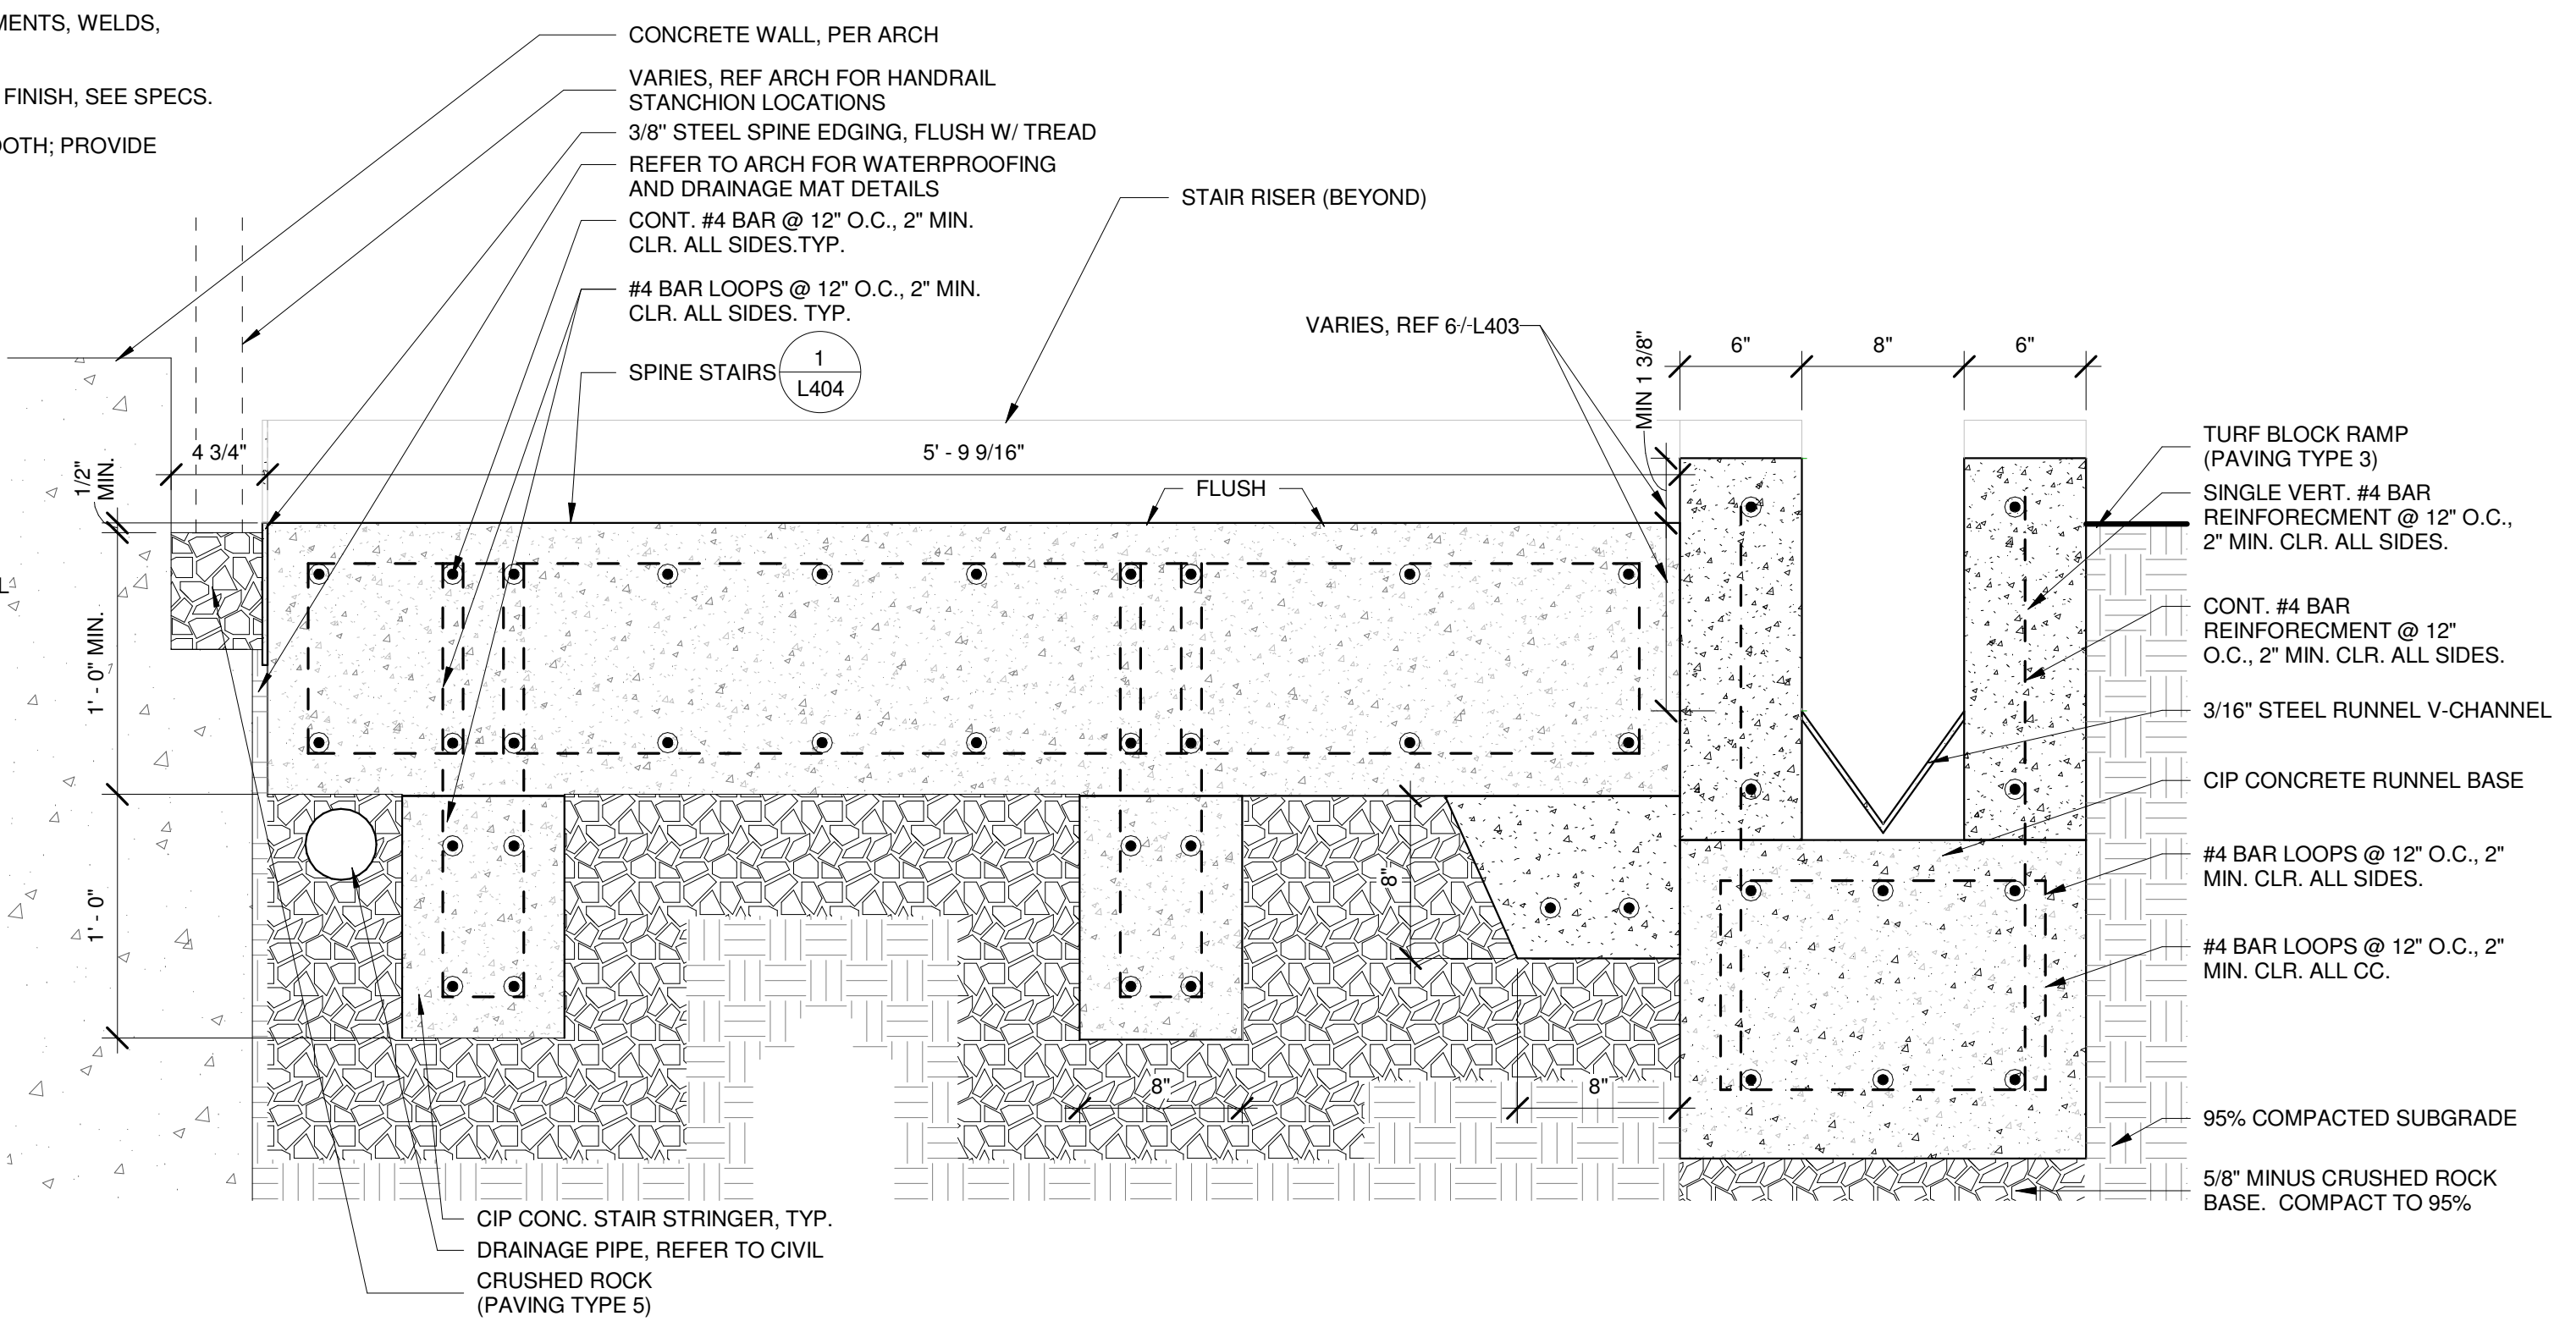 MENTS, WELDS,
FINISH, SEE SPECS.
OOTH; PROVIDE
CONCRETE WALL, PER ARCH
VARIES, REF ARCH FOR HANDRAIL
STANCHION LOCATIONS
3/8" STEEL SPINE EDGING, FLUSH W/ TREAD
REFER TO ARCH FOR WATERPROOFING
AND DRAINAGE MAT DETAILS
CONT. #4 BAR @ 12" O.C., 2" MIN.
CLR. ALL SIDES.TYP.
#4 BAR LOOPS @ 12" O.C., 2" MIN.
CLR. ALL SIDES. TYP.
SPINE STAIRS
1
L404
STAIR RISER (BEYOND)
VARIES, REF 6-/-L403
MIN 1 3/8"
6"
8"
6"
4 3/4"
5' - 9 9/16"
1/2"
MIN.
FLUSH
1' - 0" MIN.
1' - 0"
L
8"
8"
8"
TURF BLOCK RAMP
(PAVING TYPE 3)
SINGLE VERT. #4 BAR
REINFORECMENT @ 12" O.C.,
2" MIN. CLR. ALL SIDES.
CONT. #4 BAR
REINFORECMENT @ 12"
O.C., 2" MIN. CLR. ALL SIDES.
3/16" STEEL RUNNEL V-CHANNEL
CIP CONCRETE RUNNEL BASE
#4 BAR LOOPS @ 12" O.C., 2"
MIN. CLR. ALL SIDES.
#4 BAR LOOPS @ 12" O.C., 2"
MIN. CLR. ALL CC.
95% COMPACTED SUBGRADE
5/8" MINUS CRUSHED ROCK
BASE. COMPACT TO 95%
CIP CONC. STAIR STRINGER, TYP.
DRAINAGE PIPE, REFER TO CIVIL
CRUSHED ROCK
(PAVING TYPE 5)